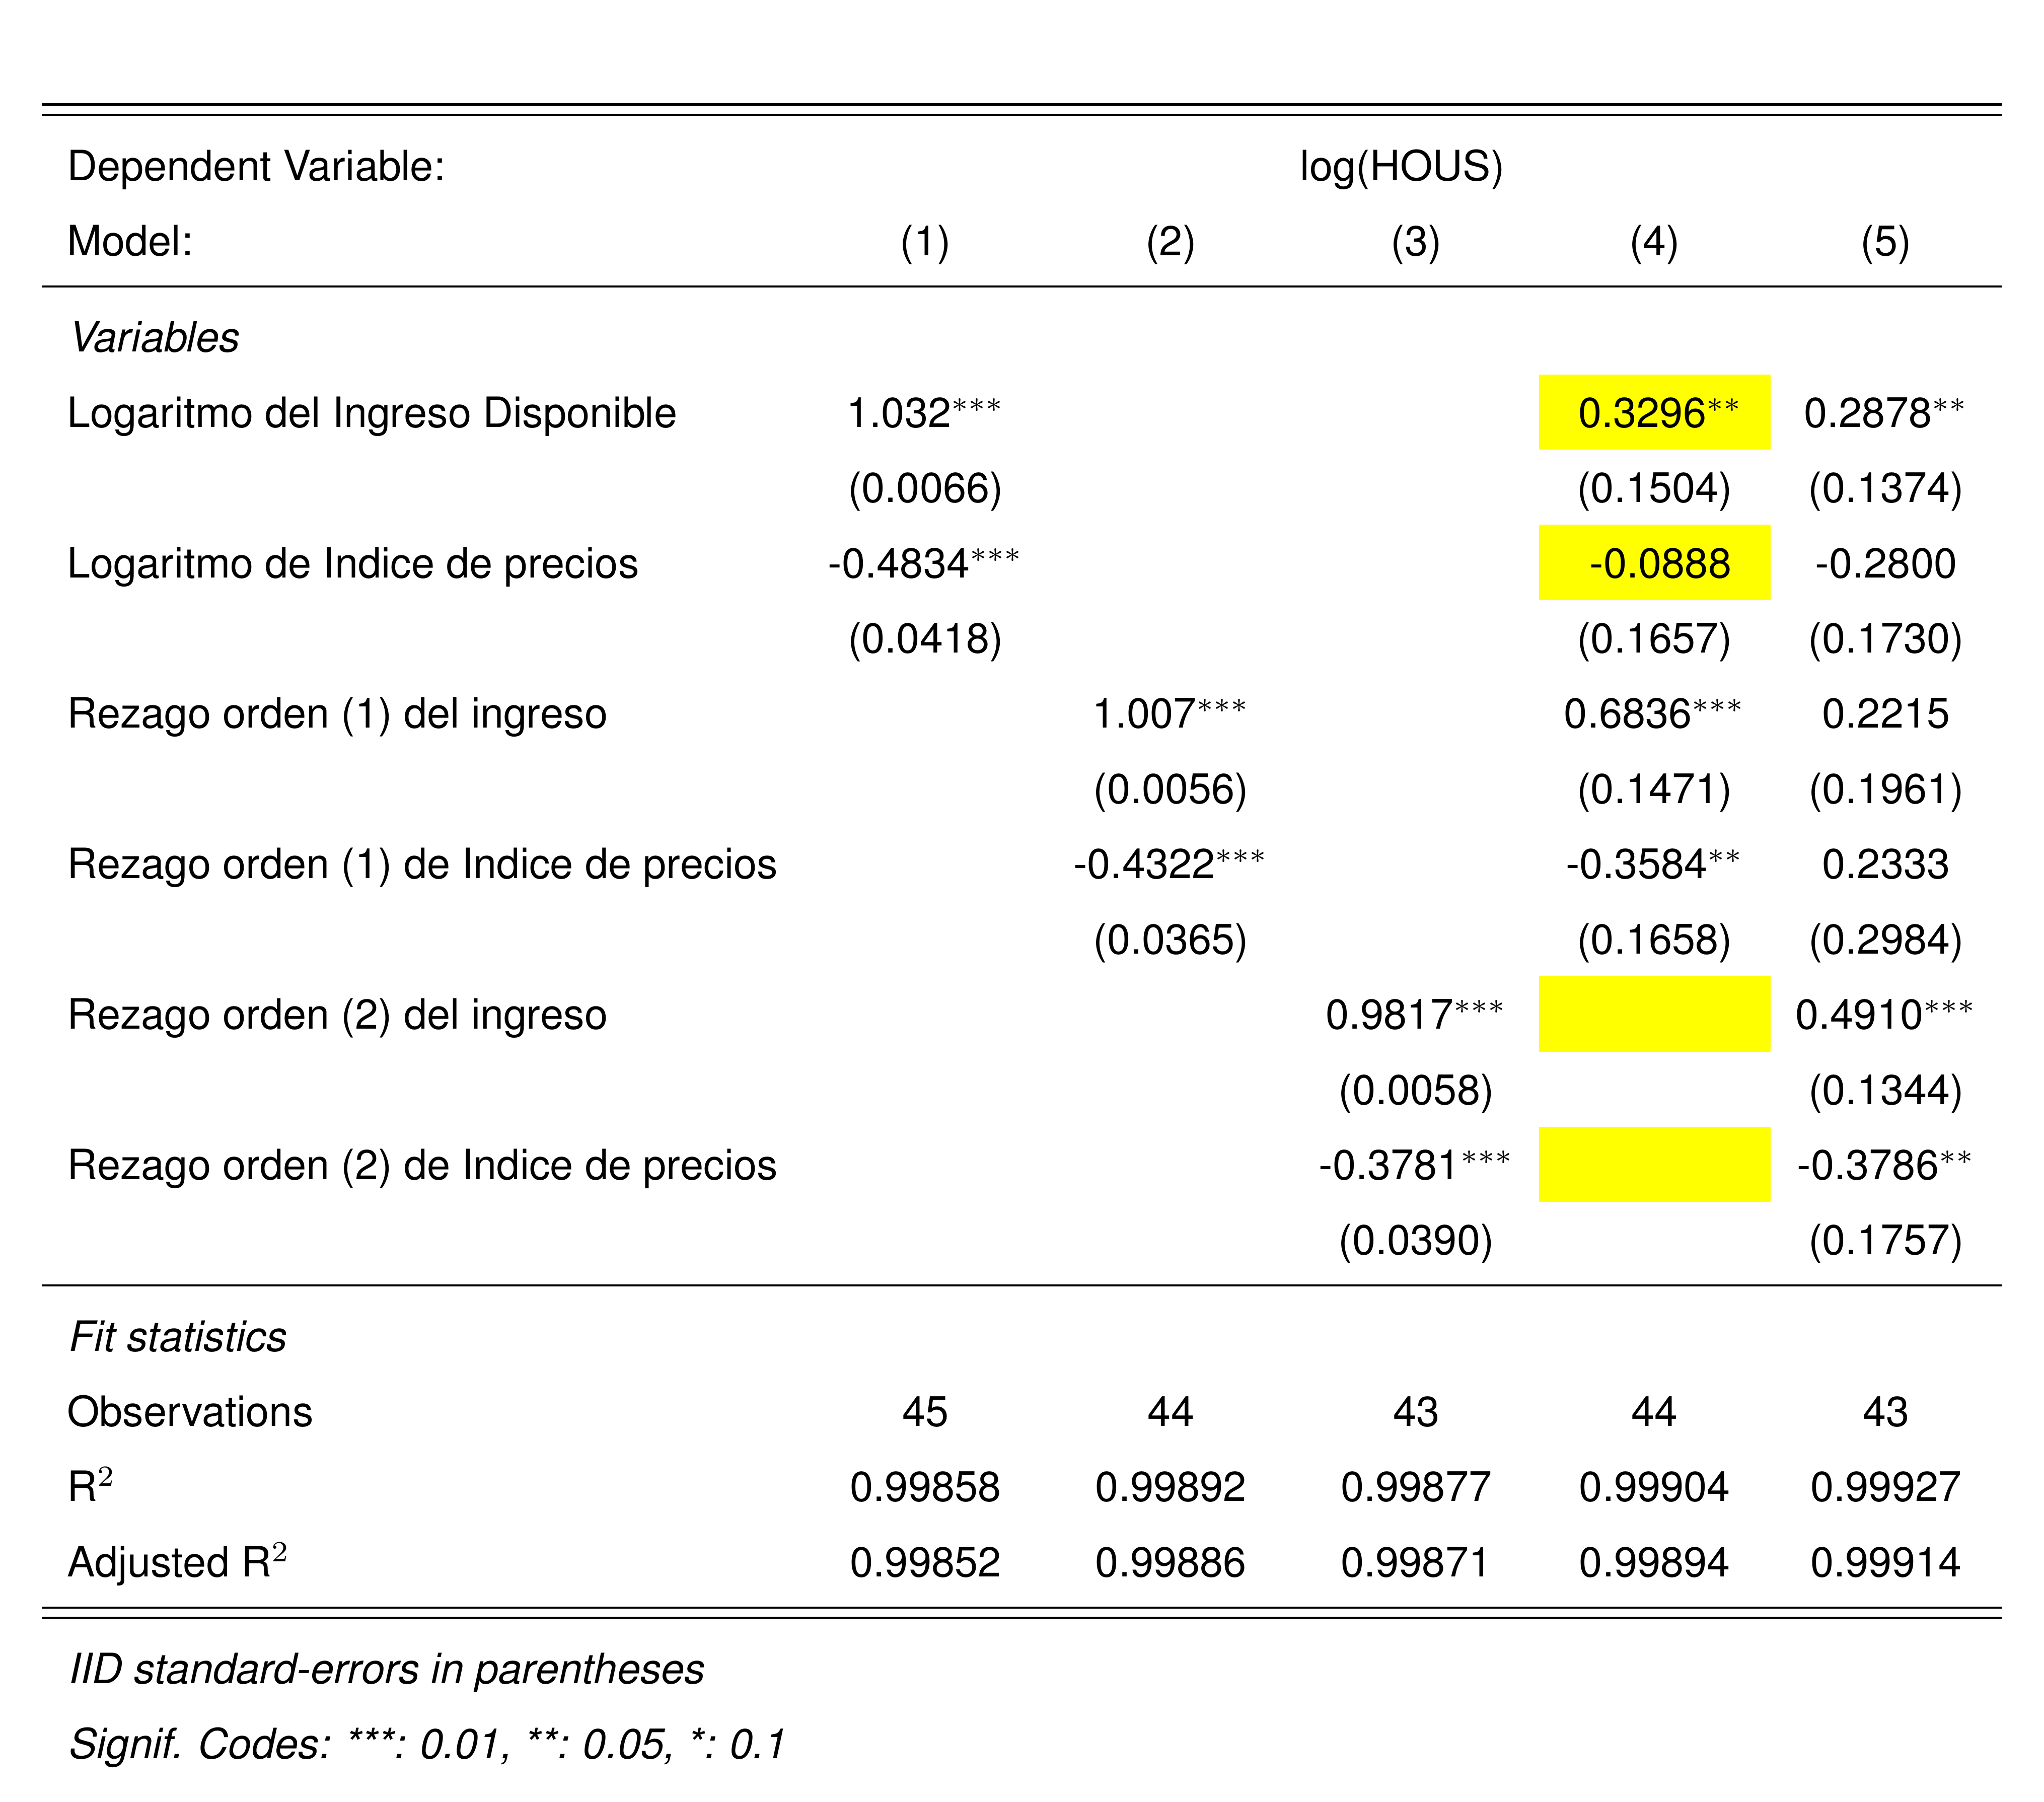 Dependent Variable: log(HOUS)
Model: (1) (2) (3) (4) (5)
Variables
Logaritmo del Ingreso Disponible 1.032*** 0.3296** 0.2878**
(0.0066) (0.1504) (0.1374)
Logaritmo de Indice de precios -0.4834*** -0.0888 -0.2800
(0.0418) (0.1657) (0.1730)
Rezago orden (1) del ingreso 1.007*** 0.6836*** 0.2215
(0.0056) (0.1471) (0.1961)
Rezago orden (1) de Indice de precios -0.4322*** -0.3584** 0.2333
(0.0365) (0.1658) (0.2984)
Rezago orden (2) del ingreso 0.9817*** 0.4910***
(0.0058) (0.1344)
Rezago orden (2) de Indice de precios -0.3781*** -0.3786**
(0.0390) (0.1757)
Fit statistics
Observations 45 44 43 44 43
R² 0.99858 0.99892 0.99877 0.99904 0.99927
Adjusted R² 0.99852 0.99886 0.99871 0.99894 0.99914
IID standard-errors in parentheses
Signif. Codes: ***: 0.01, **: 0.05, *: 0.1